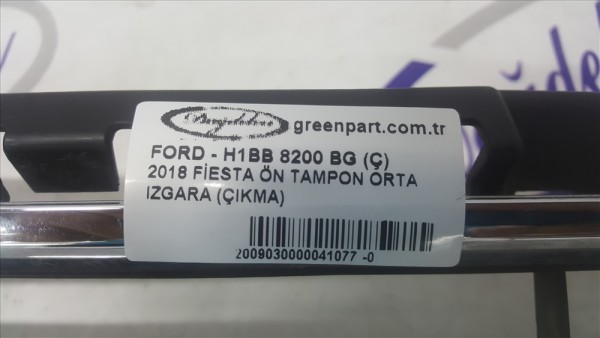 greenpart.com.tr
FORD - H1BB 8200 BG (Ç)
2018 FİESTA ÖN TAMPON ORTA
IZGARA (ÇIKMA)
2009030000041077 -0